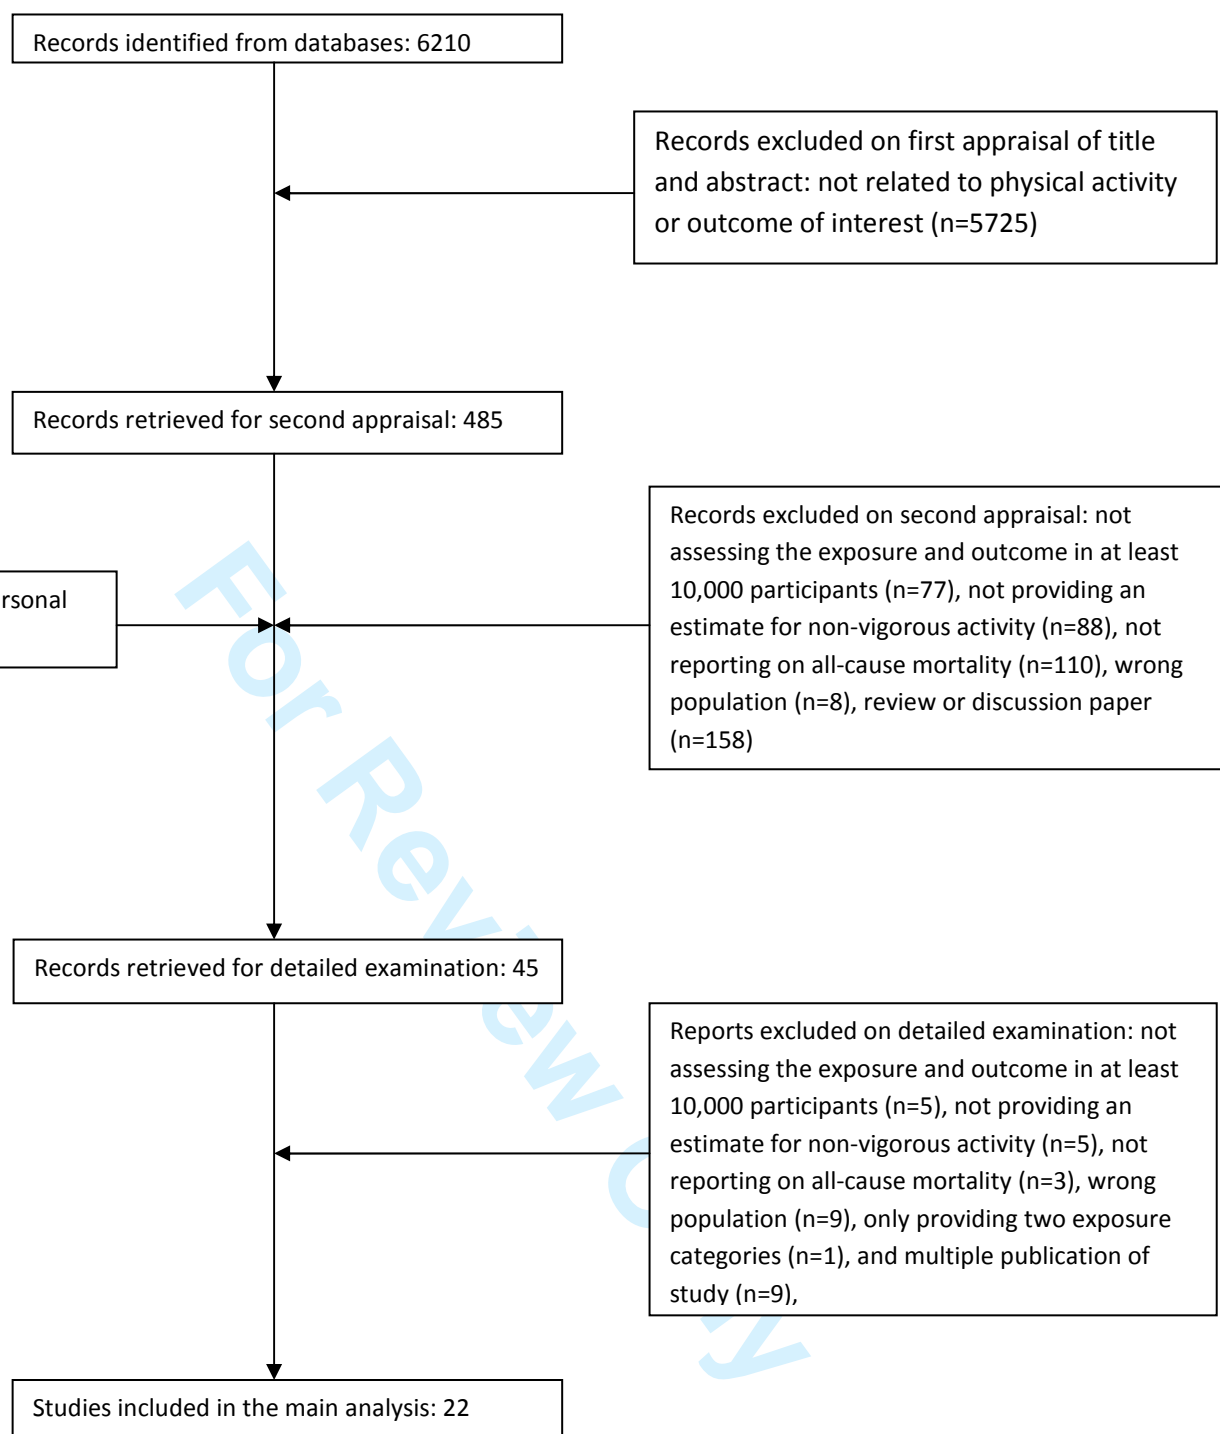 Records identified from databases: 6210
Records excluded on first appraisal of title
and abstract: not related to physical activity
or outcome of interest (n=5725)
Records retrieved for second appraisal: 485
Records excluded on second appraisal: not
assessing the exposure and outcome in at least
10,000 participants (n=77), not providing an
estimate for non-vigorous activity (n=88), not
reporting on all-cause mortality (n=110), wrong
population (n=8), review or discussion paper
(n=158)
Records retrieved for detailed examination: 45
Reports excluded on detailed examination: not
assessing the exposure and outcome in at least
10,000 participants (n=5), not providing an
estimate for non-vigorous activity (n=5), not
reporting on all-cause mortality (n=3), wrong
population (n=9), only providing two exposure
categories (n=1), and multiple publication of
study (n=9),
Studies included in the main analysis: 22
For Review Only